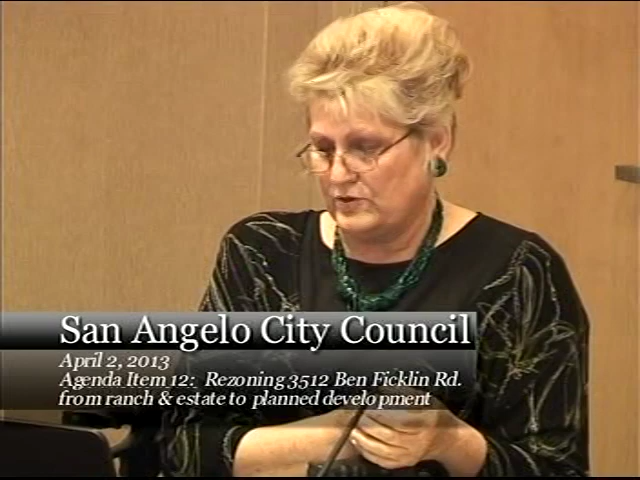 San Angelo City Council
April 2, 2013
Agenda Item 12: Rezoning 3512 Ben Ficklin Rd.
from ranch & estate to planned development